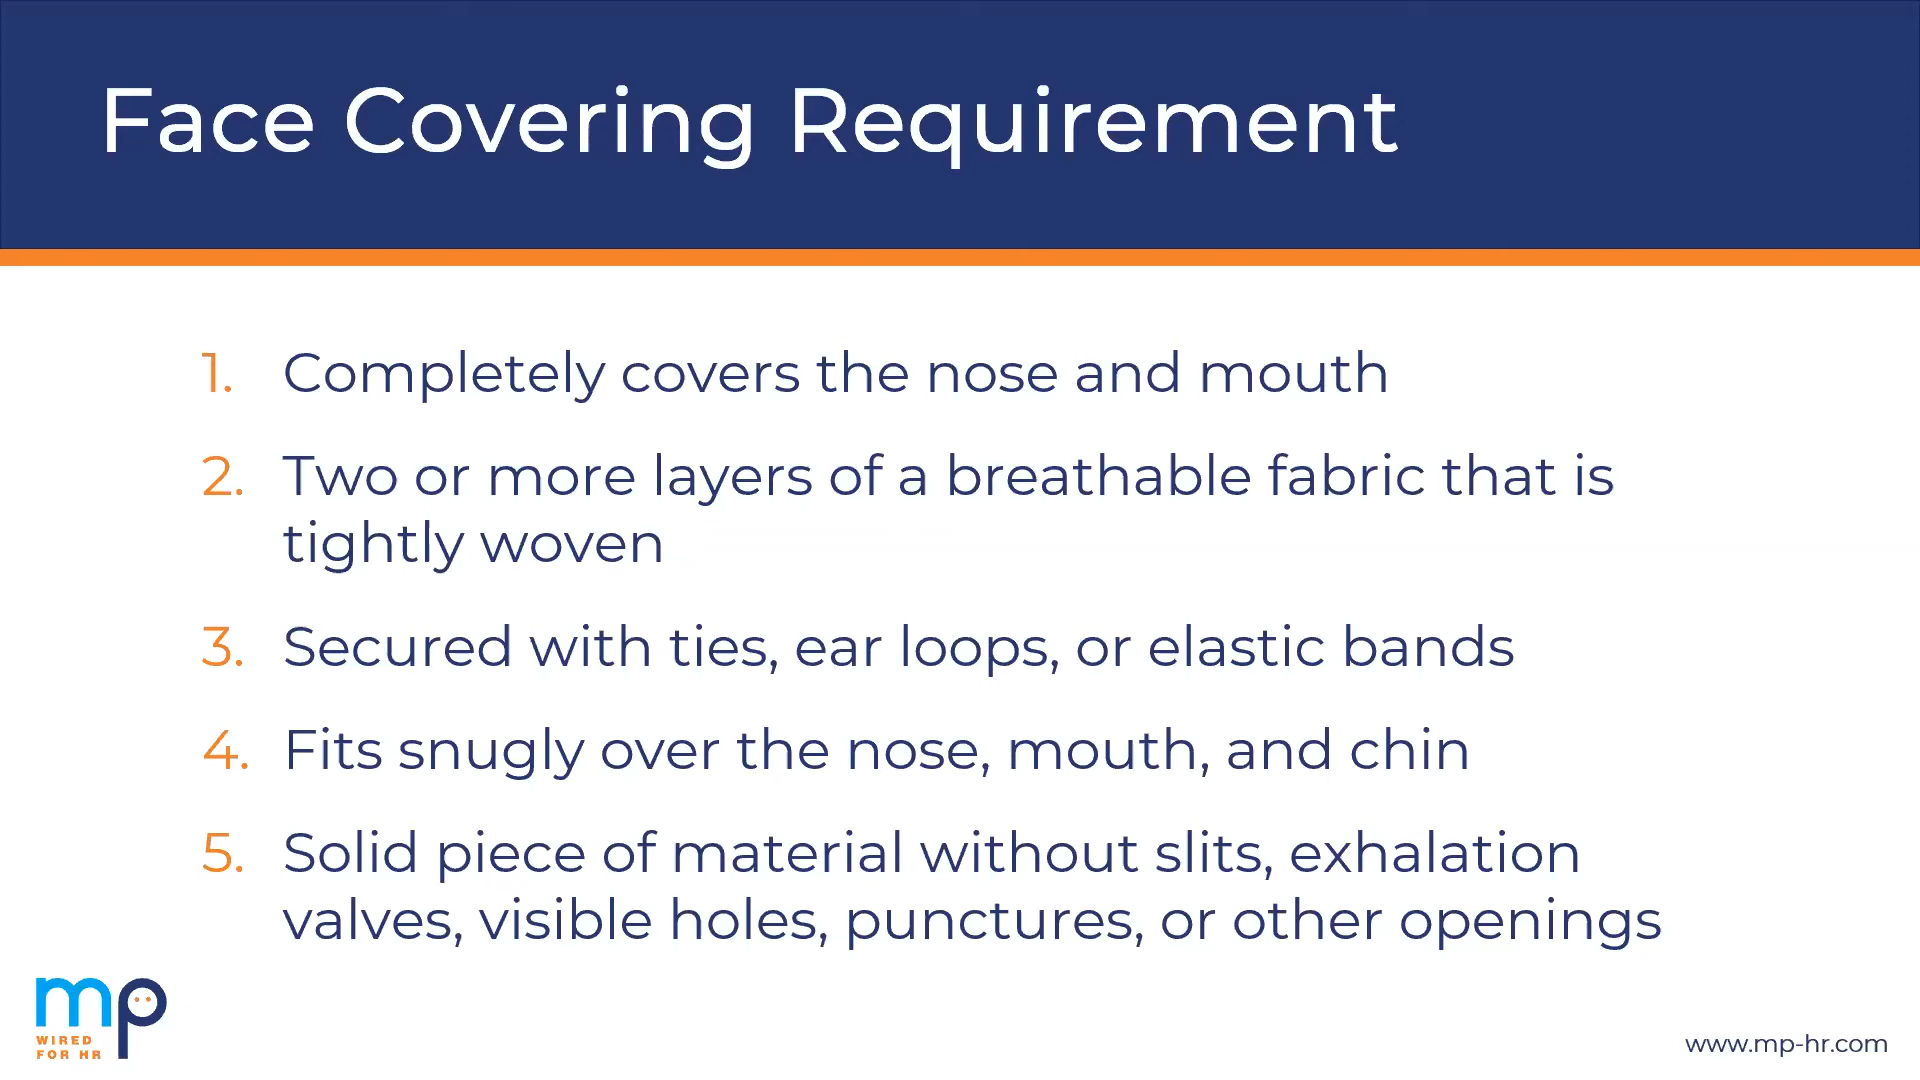 Face Covering Requirement
1. Completely covers the nose and mouth
2. Two or more layers of a breathable fabric that is
tightly woven
3. Secured with ties, ear loops, or elastic bands
4. Fits snugly over the nose, mouth, and chin
5. Solid piece of material without slits, exhalation
valves, visible holes, punctures, or other openings
mp
WIRED
FOR HR
www.mp-hr.com